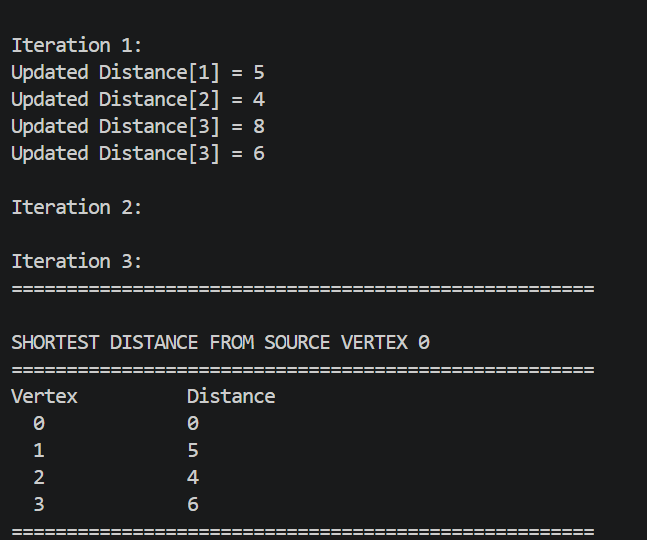 Iteration 1:
Updated Distance[1] = 5
Updated Distance[2] = 4
Updated Distance[3] = 8
Updated Distance[3] = 6
Iteration 2:
Iteration 3:
=====================================================
SHORTEST DISTANCE FROM SOURCE VERTEX 0
=====================================================
Vertex          Distance
  0             0
  1             5
  2             4
  3             6
=====================================================